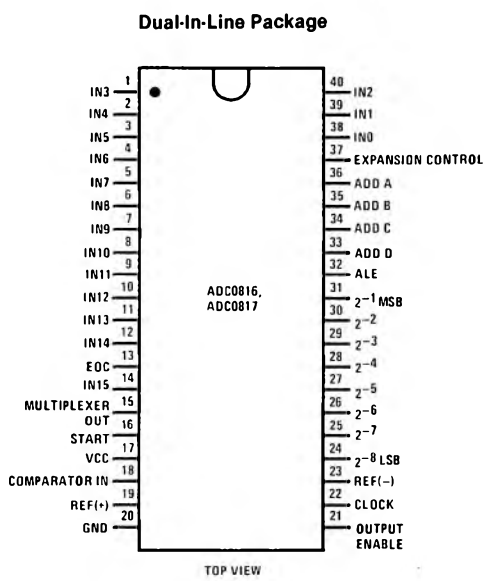 Dual-In-Line Package
IN3 1
IN4 2
IN5 3
IN6 4
IN7 5
IN8 6
IN9 7
IN10 8
IN11 9
IN12 10
IN13 11
IN14 12
EOC 13
IN15 14
MULTIPLEXER 15
OUT
START 16
VCC 17
COMPARATOR IN 18
REF(+) 19
GND 20
ADC0816,
ADC0817
40 IN2
39 IN1
38 IN0
37 EXPANSION CONTROL
36 ADD A
35 ADD B
34 ADD C
33 ADD D
32 ALE
31 2⁻¹ MSB
30 2⁻²
29 2⁻³
28 2⁻⁴
27 2⁻⁵
26 2⁻⁶
25 2⁻⁷
24 2⁻⁸ LSB
23 REF(−)
22 CLOCK
21 OUTPUT
ENABLE
TOP VIEW